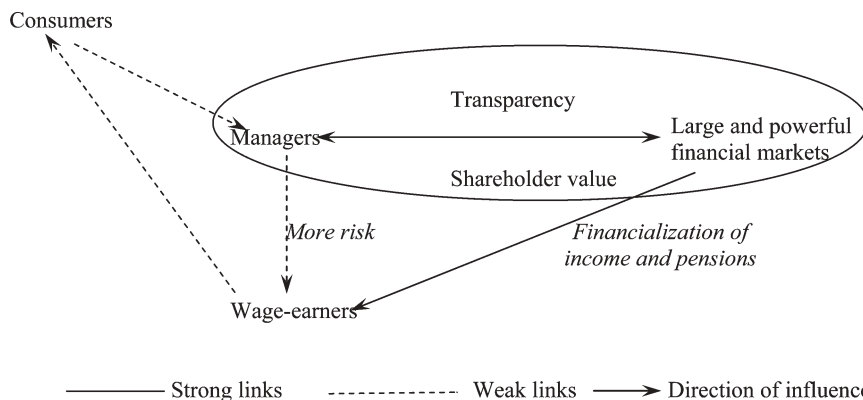 Consumers
Transparency
Managers
Large and powerful
financial markets
Shareholder value
More risk
Financialization of
income and pensions
Wage-earners
Strong links
Weak links
Direction of influence